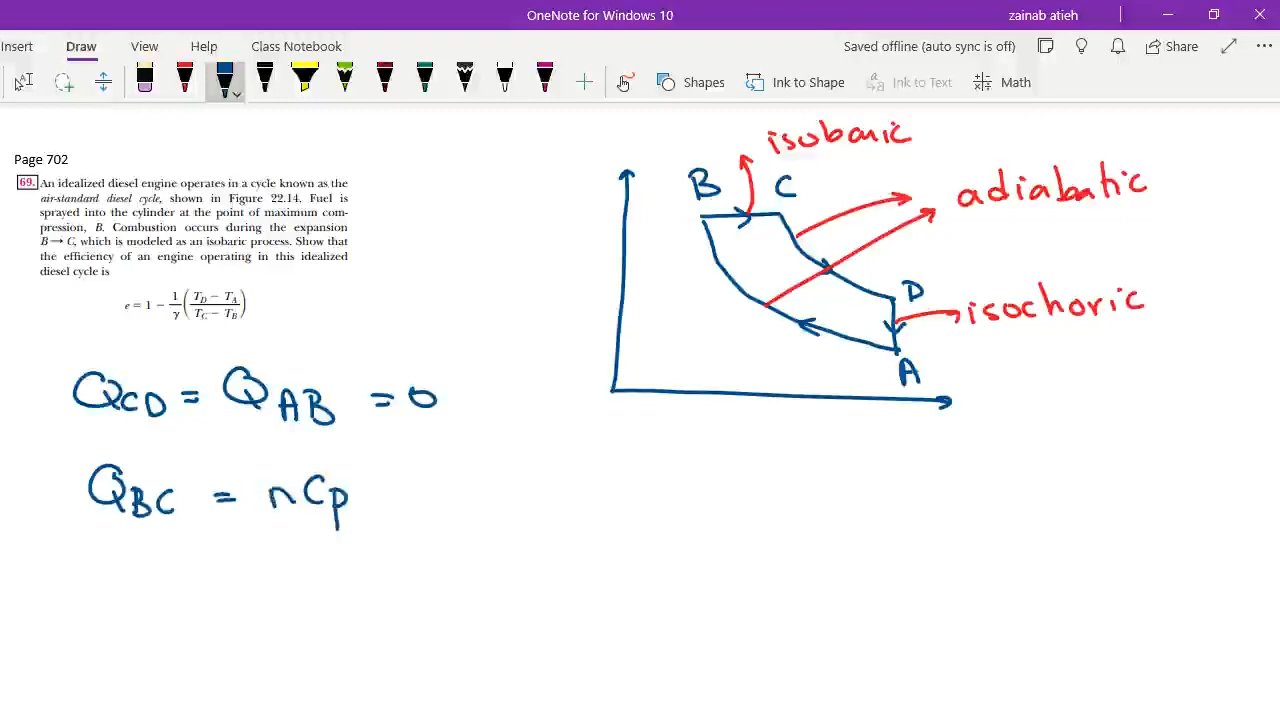 OneNote for Windows 10
zainab atieh
Insert Draw View Help Class Notebook
Saved offline (auto sync is off)
Share
Shapes
Ink to Shape
Ink to Text
Math
Page 702
69. An idealized diesel engine operates in a cycle known as the
air-standard diesel cycle, shown in Figure 22.14. Fuel is
sprayed into the cylinder at the point of maximum com-
pression, B. Combustion occurs during the expansion
B → C, which is modeled as an isobaric process. Show that
the efficiency of an engine operating in this idealized
diesel cycle is
e = 1 − 1/γ ( (T_D − T_A) / (T_C − T_B) )
Q_CD = Q_AB = 0
Q_BC = nCp
isobaric
B C
adiabatic
D
isochoric
A